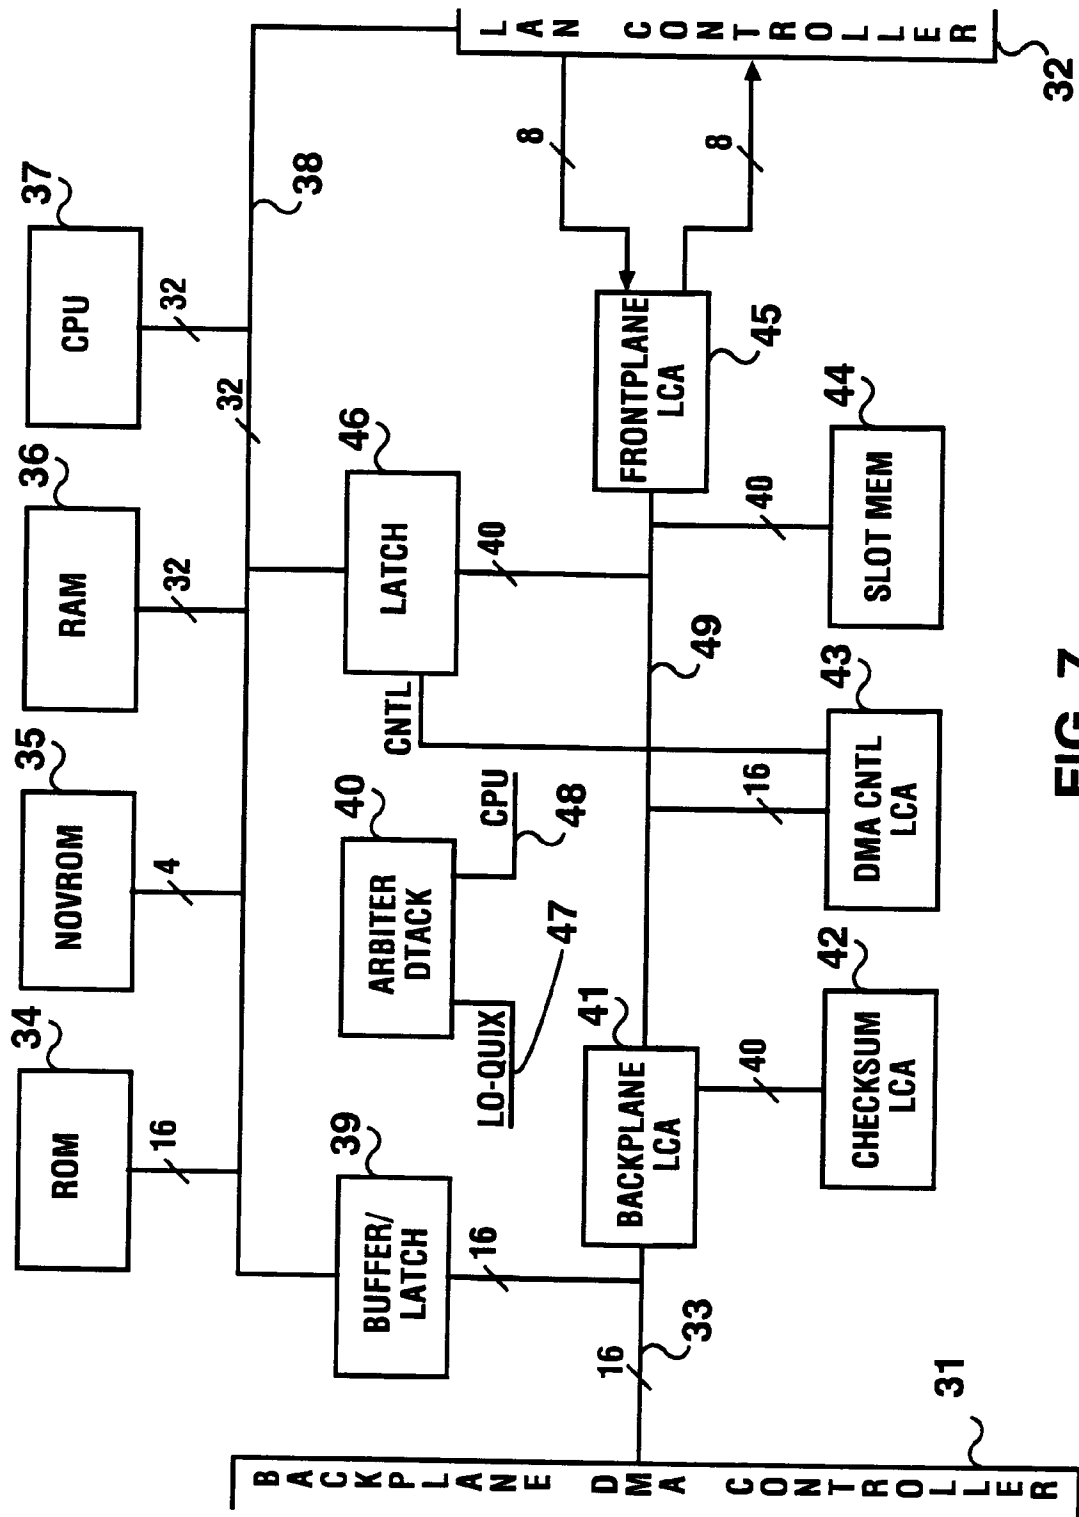 34
35
36
37
ROM
NOVROM
RAM
CPU
16
4
32
32
32
38
39
BUFFER/
LATCH
16
40
ARBITER
DTACK
LO-QUIX
47
CPU
48
46
LATCH
CNTL
40
8
8
LAN CONTROLLER
32
BACKPLANE DMA CONTROLLER
31
16
33
41
BACKPLANE
LCA
49
FRONTPLANE
LCA
45
40
16
40
42
CHECKSUM
LCA
43
DMA CNTL
LCA
44
SLOT MEM
FIG. 7